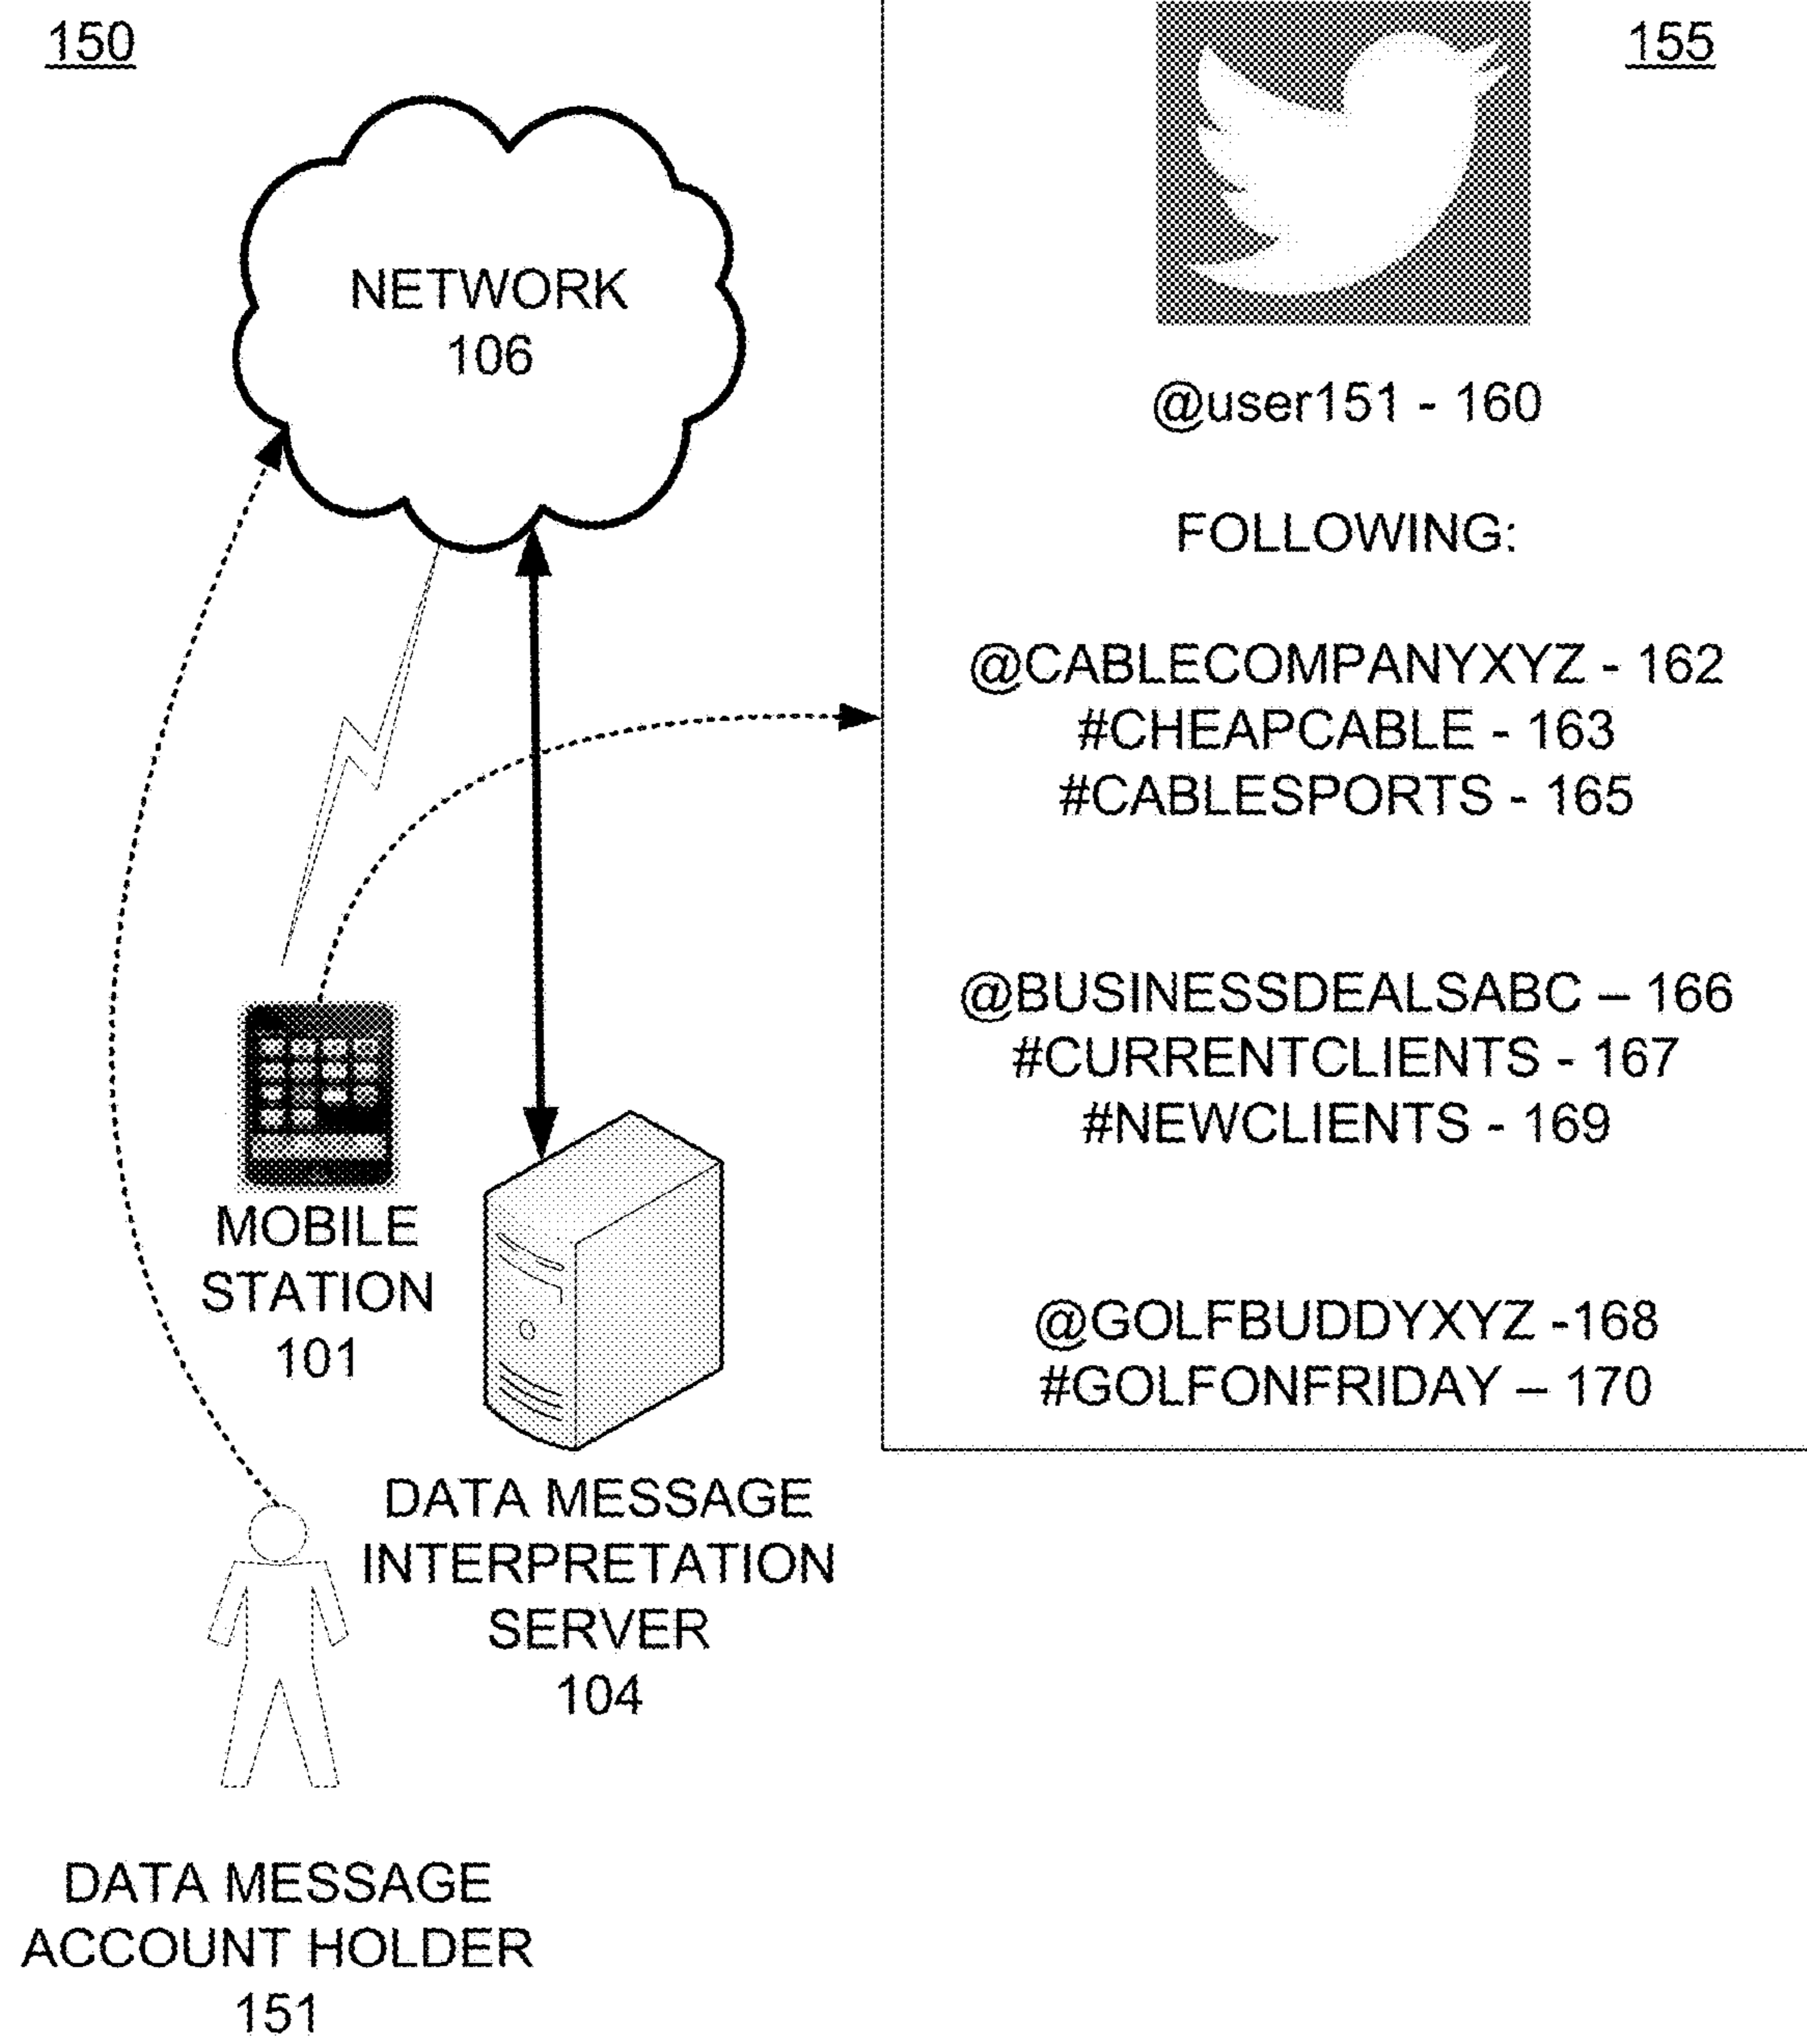 150
NETWORK
106
MOBILE
STATION
101
DATA MESSAGE
INTERPRETATION
SERVER
104
DATA MESSAGE
ACCOUNT HOLDER
151
155
@user151 - 160
FOLLOWING:
@CABLECOMPANYXYZ - 162
#CHEAPCABLE - 163
#CABLESPORTS - 165
@BUSINESSDEALSABC – 166
#CURRENTCLIENTS - 167
#NEWCLIENTS - 169
@GOLFBUDDYXYZ -168
#GOLFONFRIDAY – 170